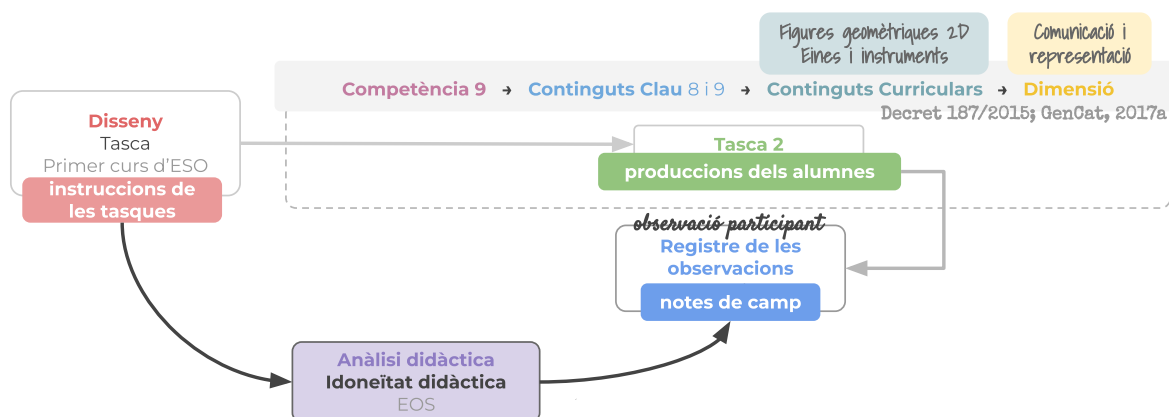 Figures geomètriques 2D
Eines i instruments
Comunicació i
representació
Competència 9 → Continguts Clau 8 i 9 → Continguts Curriculars → Dimensió
Decret 187/2015; GenCat, 2017a
Disseny
Tasca
Primer curs d'ESO
instruccions de
les tasques
Tasca 2
produccions dels alumnes
observació participant
Registre de les
observacions
notes de camp
Anàlisi didàctica
Idoneïtat didàctica
EOS